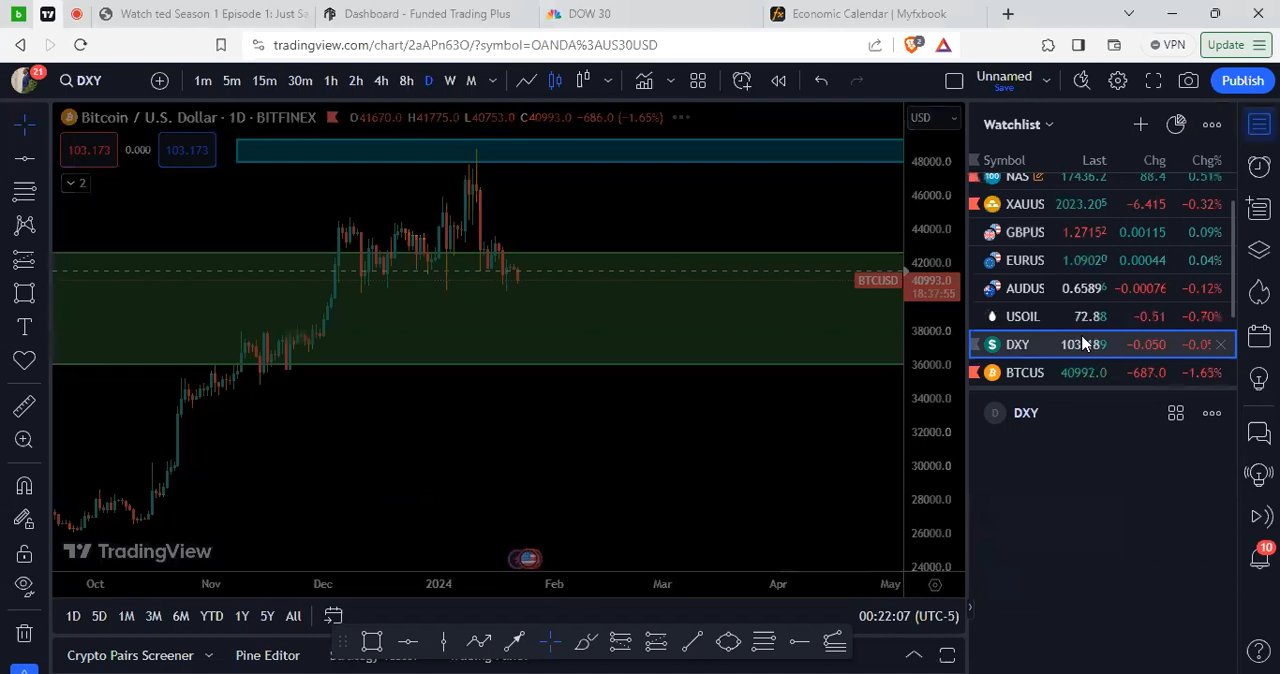 b Watch ted Season 1 Episode 1: Just Sa Dashboard - Funded Trading Plus DOW 30 Economic Calendar | Myfxbook
tradingview.com/chart/2aAPn63O/?symbol=OANDA%3AUS30USD 2 VPN Update
21 DXY 1m 5m 15m 30m 1h 2h 4h 8h D W M Unnamed Save Publish
Bitcoin / U.S. Dollar · 1D · BITFINEX O41670.0 H41775.0 L40753.0 C40993.0 −686.0 (−1.65%) USD
103.173 0.000 103.173
2
48000.0
46000.0
44000.0
42000.0
BTCUSD 40993.0
18:37:55
38000.0
36000.0
34000.0
32000.0
30000.0
28000.0
26000.0
24000.0
TradingView
Oct Nov Dec 2024 Feb Mar Apr May
1D 5D 1M 3M 6M YTD 1Y 5Y All 00:22:07 (UTC-5)
Crypto Pairs Screener Pine Editor
Watchlist
Symbol Last Chg Chg%
NAS 17436.2 88.4 0.51%
XAUUS 2023.205 −6.415 −0.32%
GBPUS 1.27152 0.00115 0.09%
EURUS 1.09020 0.00044 0.04%
AUDUS 0.65896 −0.00076 −0.12%
USOIL 72.88 −0.51 −0.70%
DXY −0.050
BTCUS 40992.0 −687.0 −1.65%
D DXY
10